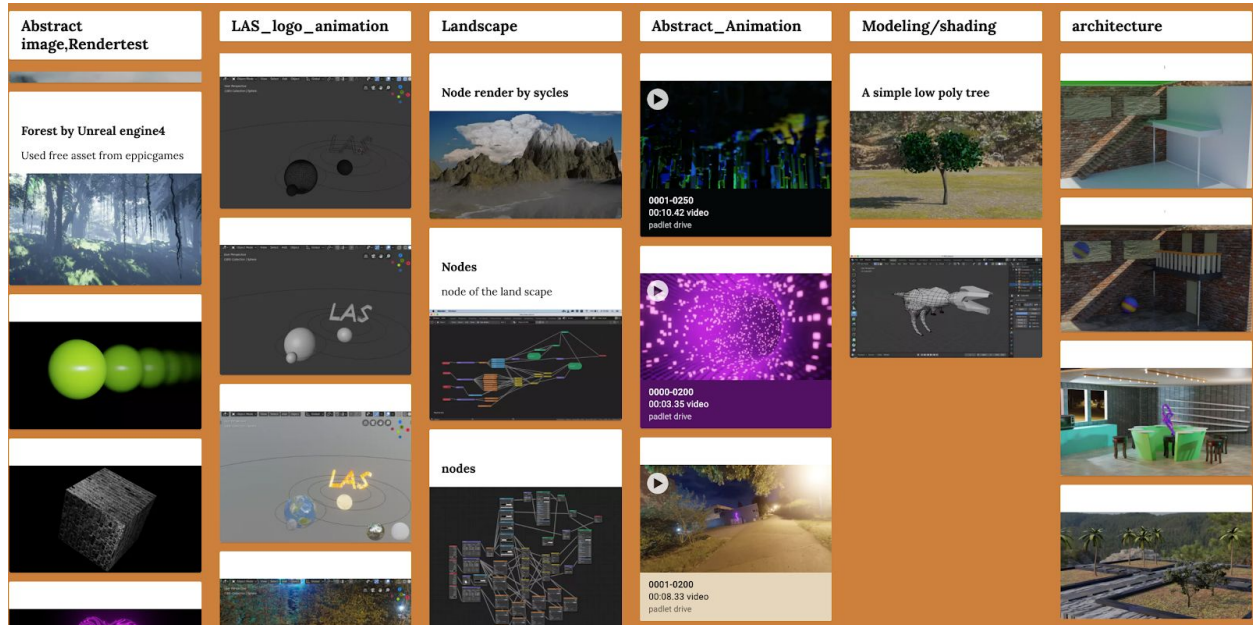 Abstract
image,Rendertest
Forest by Unreal engine4
Used free asset from eppicgames
LAS_logo_animation
LAS
LAS
LAS
Landscape
Node render by sycles
Nodes
node of the land scape
nodes
Abstract_Animation
0001-0250
00:10.42 video
padlet drive
0000-0200
00:03.35 video
padlet drive
0001-0200
00:08.33 video
padlet drive
Modeling/shading
A simple low poly tree
architecture